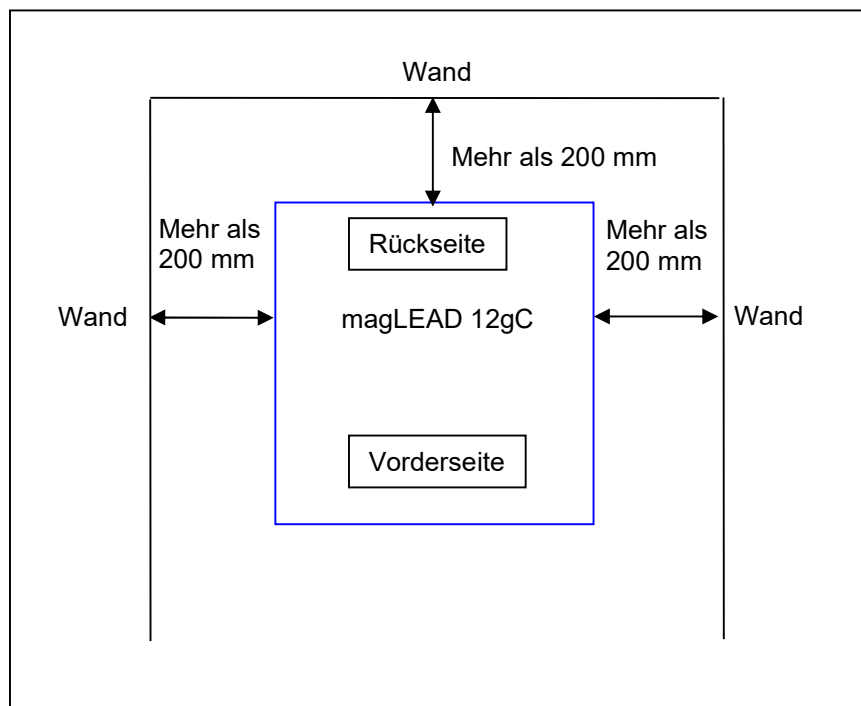 Wand
Mehr als 200 mm
Mehr als
200 mm
Rückseite
Mehr als
200 mm
Wand
magLEAD 12gC
Wand
Vorderseite